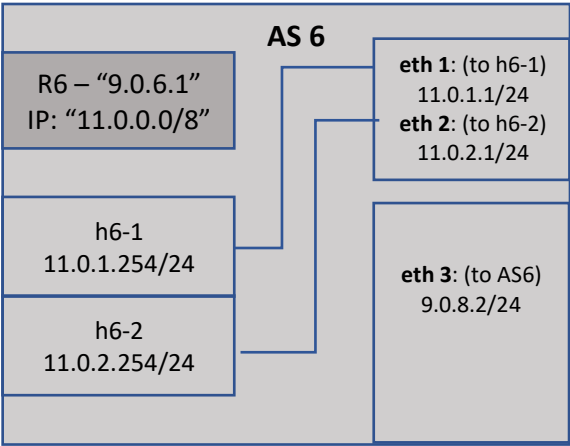 AS 6
R6 – “9.0.6.1”
IP: “11.0.0.0/8”
eth 1: (to h6-1)
11.0.1.1/24
eth 2: (to h6-2)
11.0.2.1/24
h6-1
11.0.1.254/24
h6-2
11.0.2.254/24
eth 3: (to AS6)
9.0.8.2/24